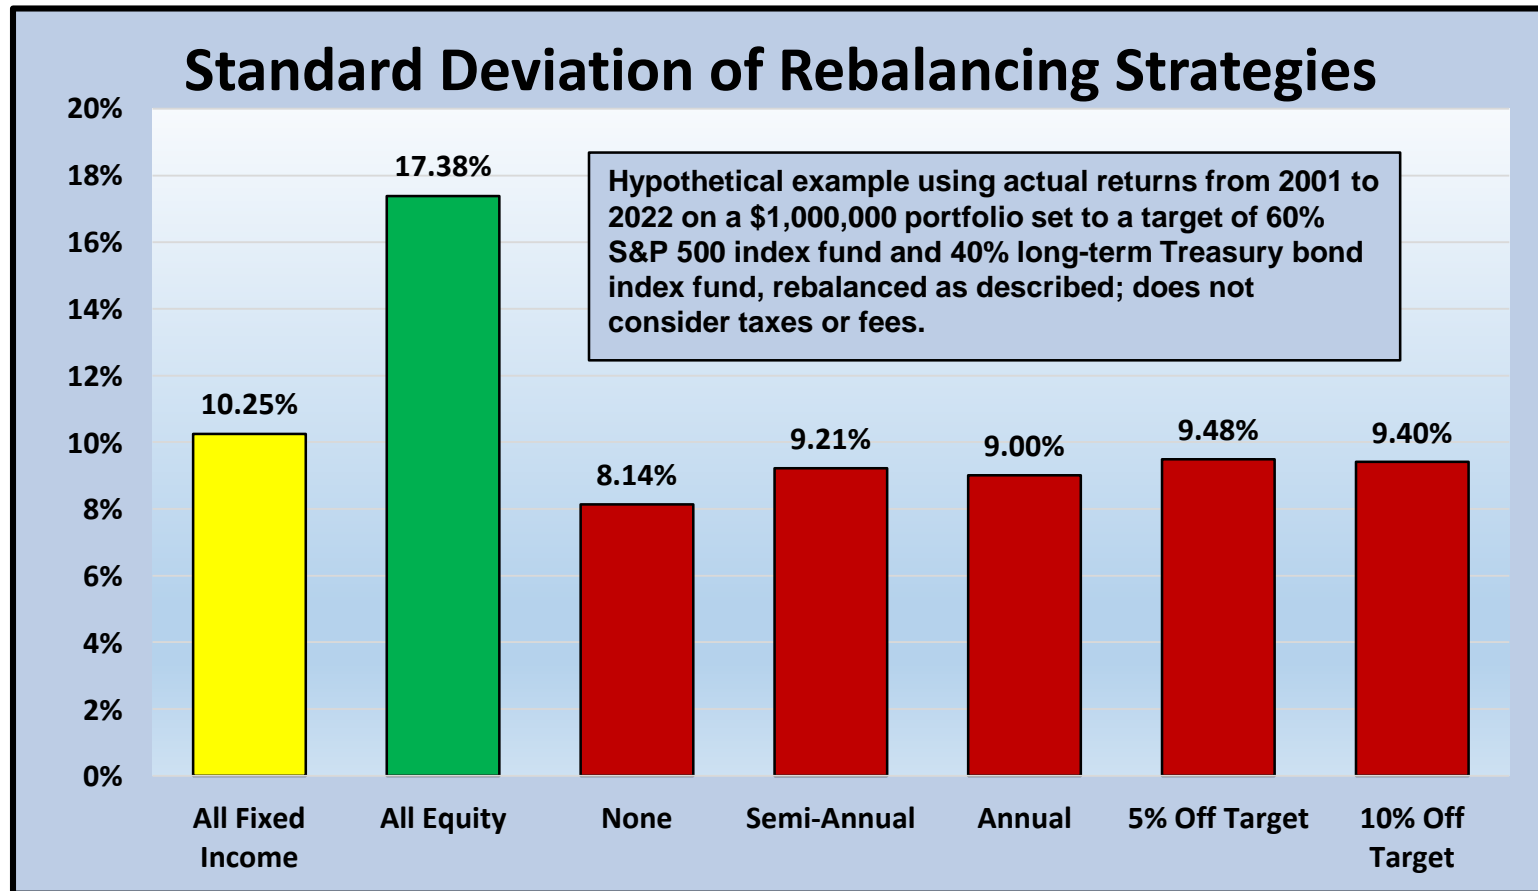 Standard Deviation of Rebalancing Strategies
20%
18%
16%
14%
12%
10%
8%
6%
4%
2%
0%
10.25%
17.38%
8.14%
9.21%
9.00%
9.48%
9.40%
Hypothetical example using actual returns from 2001 to
2022 on a $1,000,000 portfolio set to a target of 60%
S&P 500 index fund and 40% long-term Treasury bond
index fund, rebalanced as described; does not
consider taxes or fees.
All Fixed
Income
All Equity
None
Semi-Annual
Annual
5% Off Target
10% Off
Target